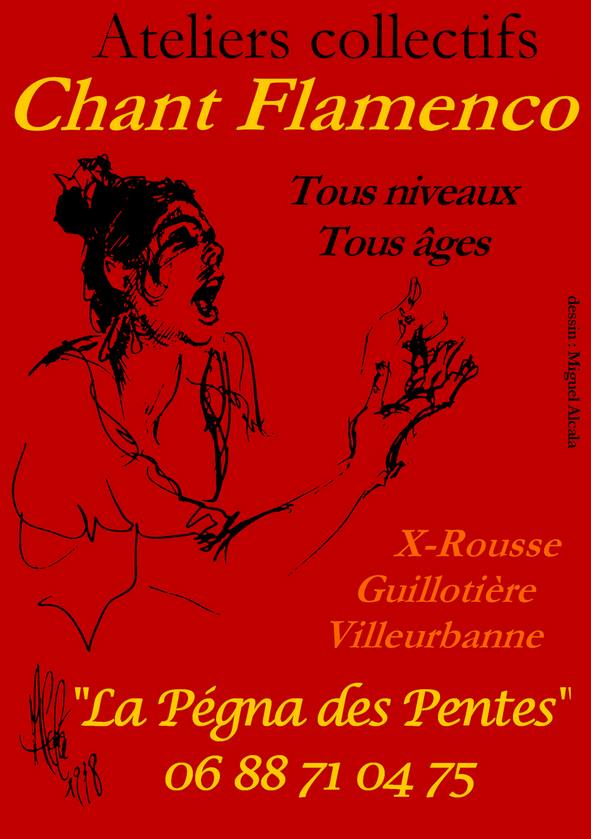 Ateliers collectifs
Chant Flamenco
Tous niveaux
Tous âges
dessin : Miguel Alcala
X-Rousse
Guillotière
Villeurbanne
"La Pégna des Pentes"
06 88 71 04 75